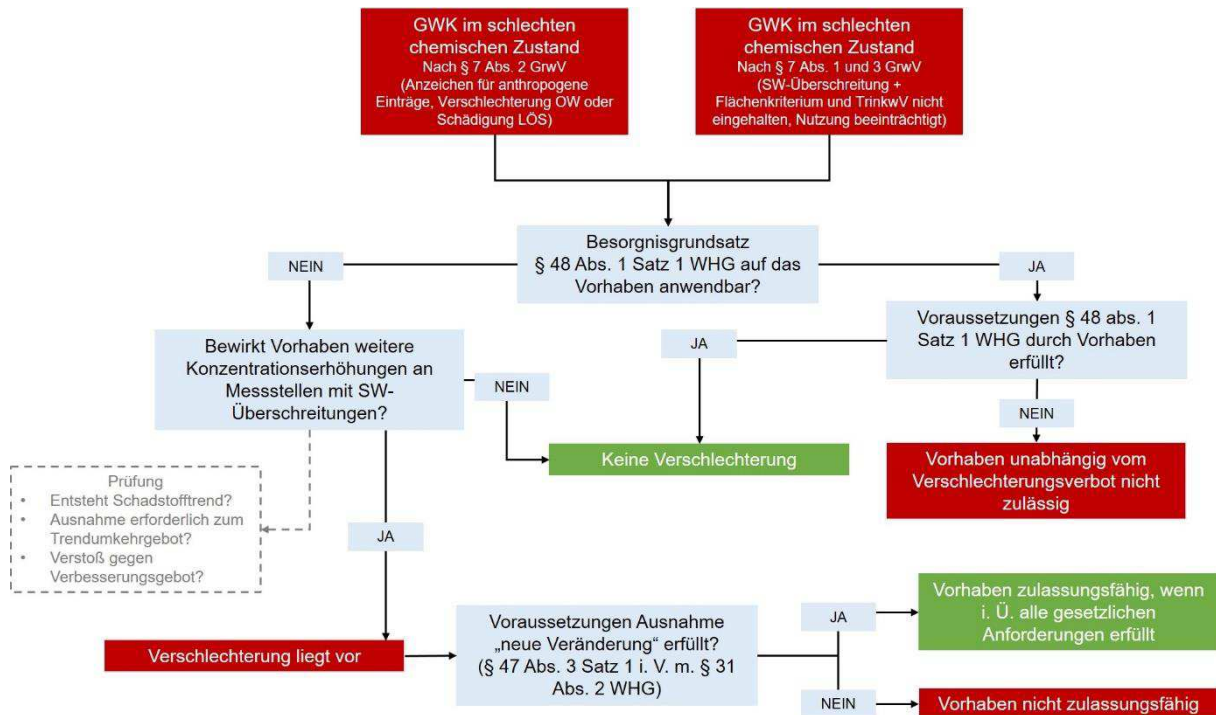 GWK im schlechten
chemischen Zustand
Nach § 7 Abs. 2 GrwV
(Anzeichen für anthropogene
Einträge, Verschlechterung OW oder
Schädigung LÖS)
GWK im schlechten
chemischen Zustand
Nach § 7 Abs. 1 und 3 GrwV
(SW-Überschreitung +
Flächenkriterium und TrinkwV nicht
eingehalten, Nutzung beeinträchtigt)
Besorgnisgrundsatz
§ 48 Abs. 1 Satz 1 WHG auf das
Vorhaben anwendbar?
NEIN
JA
Bewirkt Vorhaben weitere
Konzentrationserhöhungen an
Messstellen mit SW-
Überschreitungen?
JA
Voraussetzungen § 48 abs. 1
Satz 1 WHG durch Vorhaben
erfüllt?
NEIN
NEIN
Keine Verschlechterung
Vorhaben unabhängig vom
Verschlechterungsverbot nicht
zulässig
Prüfung
• Entsteht Schadstofftrend?
• Ausnahme erforderlich zum
Trendumkehrgebot?
• Verstoß gegen
Verbesserungsgebot?
JA
Verschlechterung liegt vor
Voraussetzungen Ausnahme
„neue Veränderung“ erfüllt?
(§ 47 Abs. 3 Satz 1 i. V. m. § 31
Abs. 2 WHG)
JA
Vorhaben zulassungsfähig, wenn
i. Ü. alle gesetzlichen
Anforderungen erfüllt
NEIN
Vorhaben nicht zulassungsfähig